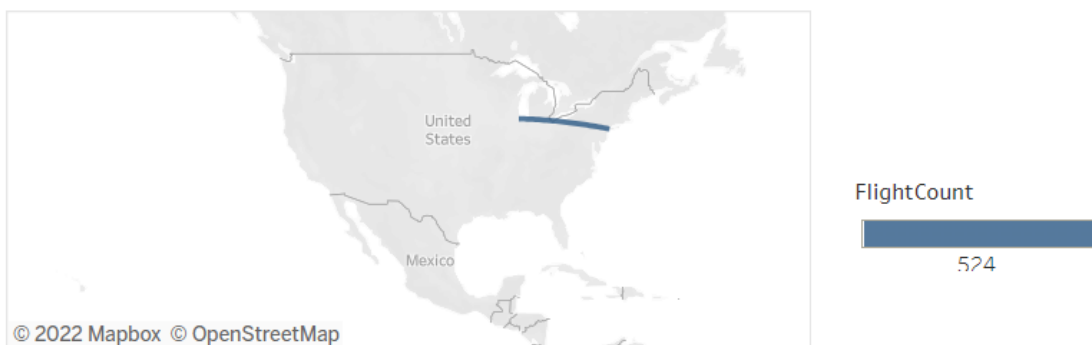 United
States
Mexico
© 2022 Mapbox © OpenStreetMap
FlightCount
524